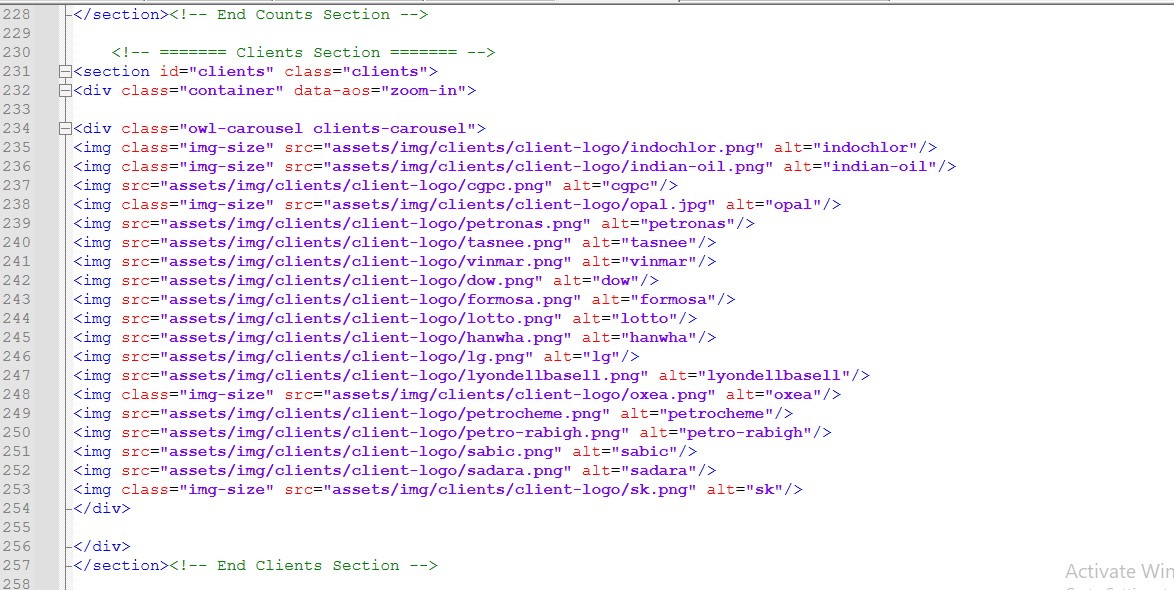 228 </section><!-- End Counts Section -->
229
230 <!-- ======= Clients Section ======= -->
231 <section id="clients" class="clients">
232 <div class="container" data-aos="zoom-in">
233
234 <div class="owl-carousel clients-carousel">
235 <img class="img-size" src="assets/img/clients/client-logo/indochlor.png" alt="indochlor"/>
236 <img class="img-size" src="assets/img/clients/client-logo/indian-oil.png" alt="indian-oil"/>
237 <img src="assets/img/clients/client-logo/cgpc.png" alt="cgpc"/>
238 <img class="img-size" src="assets/img/clients/client-logo/opal.jpg" alt="opal"/>
239 <img src="assets/img/clients/client-logo/petronas.png" alt="petronas"/>
240 <img src="assets/img/clients/client-logo/tasnee.png" alt="tasnee"/>
241 <img src="assets/img/clients/client-logo/vinmar.png" alt="vinmar"/>
242 <img src="assets/img/clients/client-logo/dow.png" alt="dow"/>
243 <img src="assets/img/clients/client-logo/formosa.png" alt="formosa"/>
244 <img src="assets/img/clients/client-logo/lotto.png" alt="lotto"/>
245 <img src="assets/img/clients/client-logo/hanwha.png" alt="hanwha"/>
246 <img src="assets/img/clients/client-logo/lg.png" alt="lg"/>
247 <img src="assets/img/clients/client-logo/lyondellbasell.png" alt="lyondellbasell"/>
248 <img class="img-size" src="assets/img/clients/client-logo/oxea.png" alt="oxea"/>
249 <img src="assets/img/clients/client-logo/petrocheme.png" alt="petrocheme"/>
250 <img src="assets/img/clients/client-logo/petro-rabigh.png" alt="petro-rabigh"/>
251 <img src="assets/img/clients/client-logo/sabic.png" alt="sabic"/>
252 <img src="assets/img/clients/client-logo/sadara.png" alt="sadara"/>
253 <img class="img-size" src="assets/img/clients/client-logo/sk.png" alt="sk"/>
254 </div>
255
256 </div>
257 </section><!-- End Clients Section -->
Activate Win
258